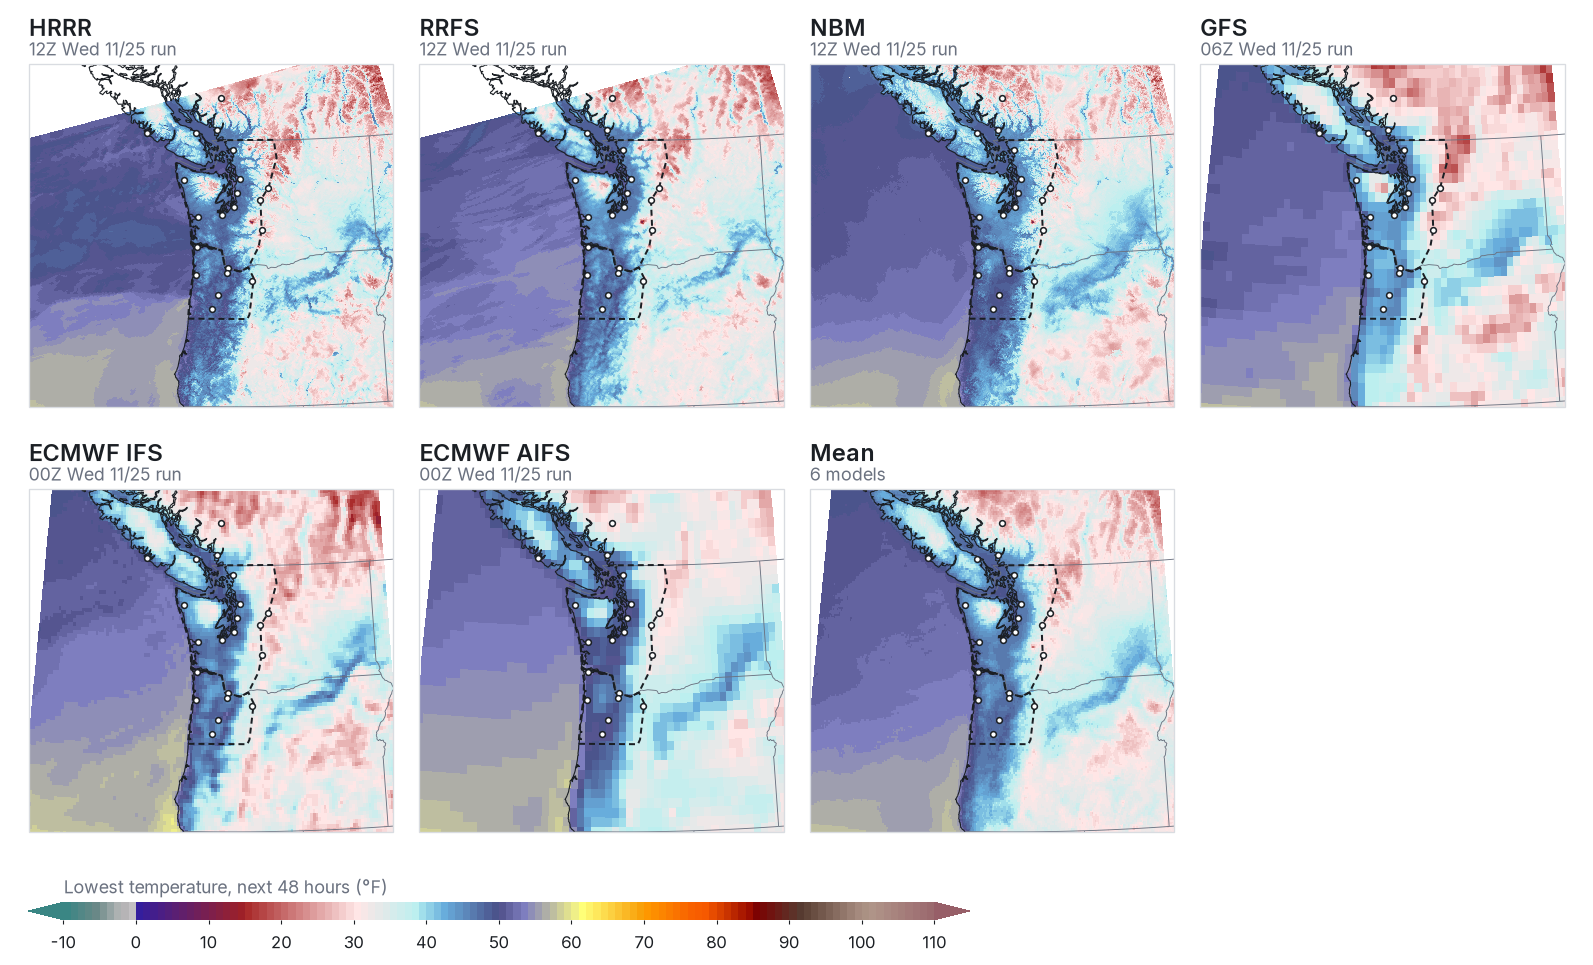 HRRR
12Z Wed 11/25 run
RRFS
12Z Wed 11/25 run
NBM
12Z Wed 11/25 run
GFS
06Z Wed 11/25 run
ECMWF IFS
00Z Wed 11/25 run
ECMWF AIFS
00Z Wed 11/25 run
Mean
6 models
Lowest temperature, next 48 hours (°F)
-10 0 10 20 30 40 50 60 70 80 90 100 110